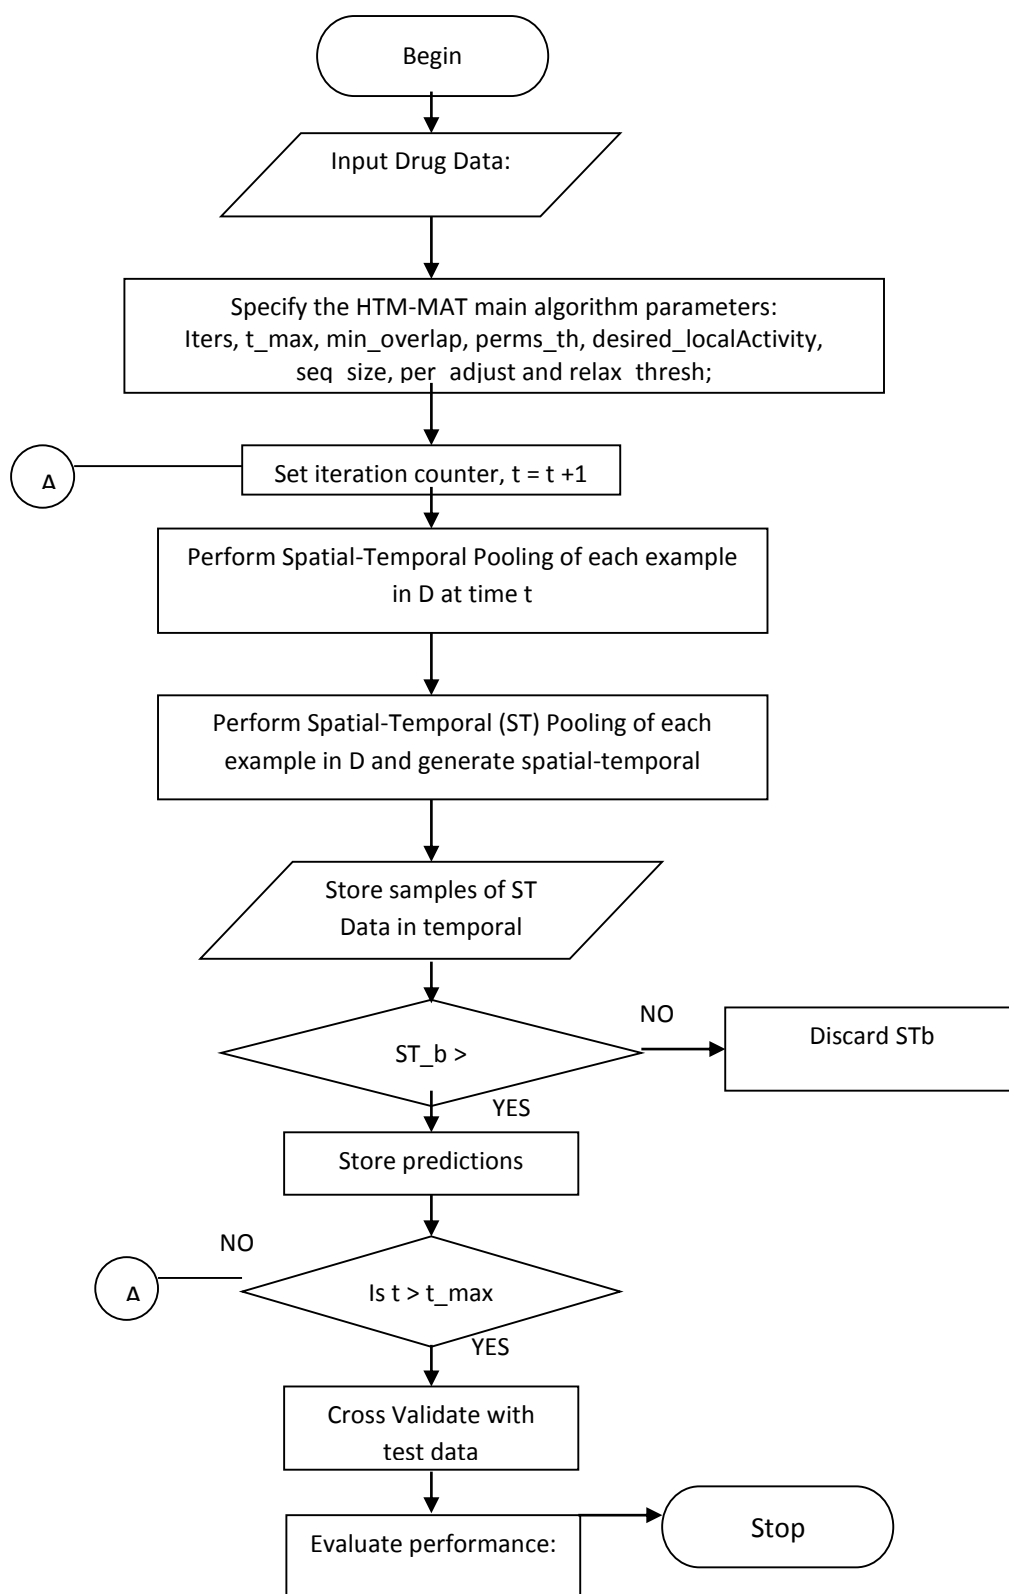 Begin
Input Drug Data:
Specify the HTM-MAT main algorithm parameters:
Iters, t_max, min_overlap, perms_th, desired_localActivity,
seq_size, per_adjust and relax_thresh;
A
Set iteration counter, t = t +1
Perform Spatial-Temporal Pooling of each example
in D at time t
Perform Spatial-Temporal (ST) Pooling of each
example in D and generate spatial-temporal
Store samples of ST
Data in temporal
ST_b >
NO
Discard STb
YES
Store predictions
NO
A
Is t > t_max
YES
Cross Validate with
test data
Evaluate performance:
Stop